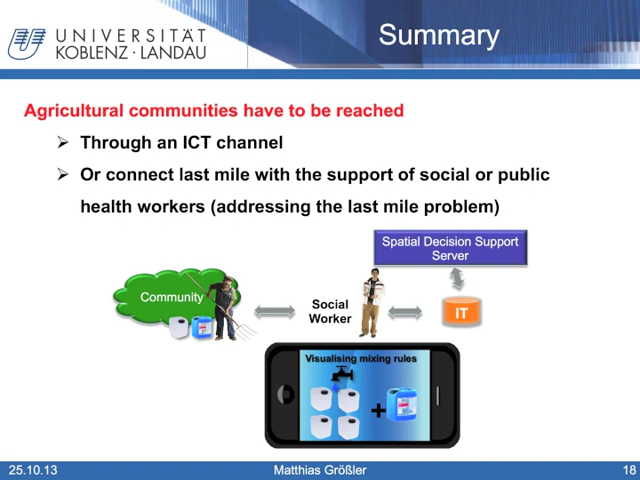 UNIVERSITÄT
KOBLENZ · LANDAU
Summary
Agricultural communities have to be reached
Through an ICT channel
Or connect last mile with the support of social or public
health workers (addressing the last mile problem)
Spatial Decision Support
Server
Community
Social
Worker
IT
Visualising mixing rules
+
25.10.13
Matthias Größler
18